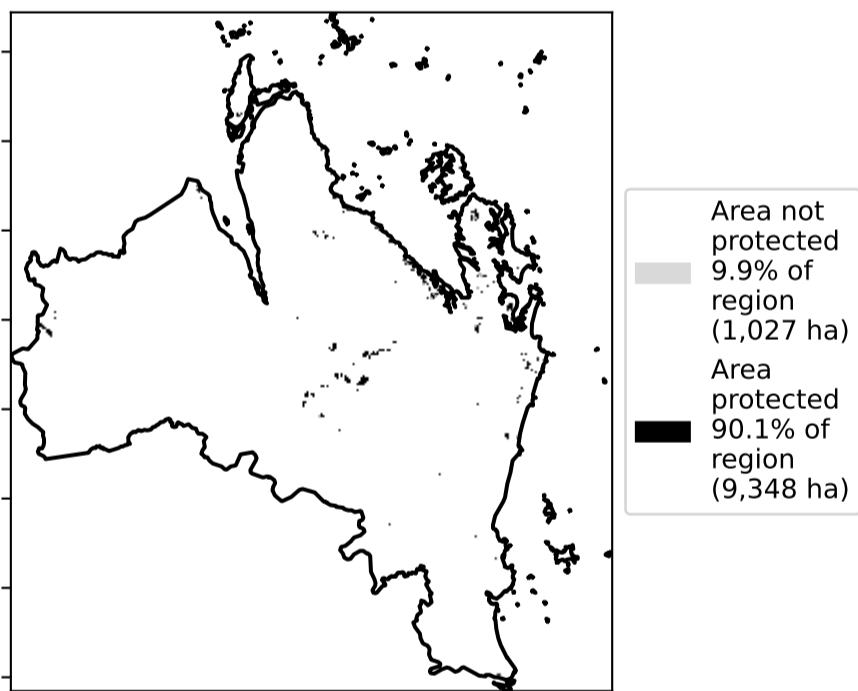 Area not
protected
9.9% of
region
(1,027 ha)
Area
protected
90.1% of
region
(9,348 ha)